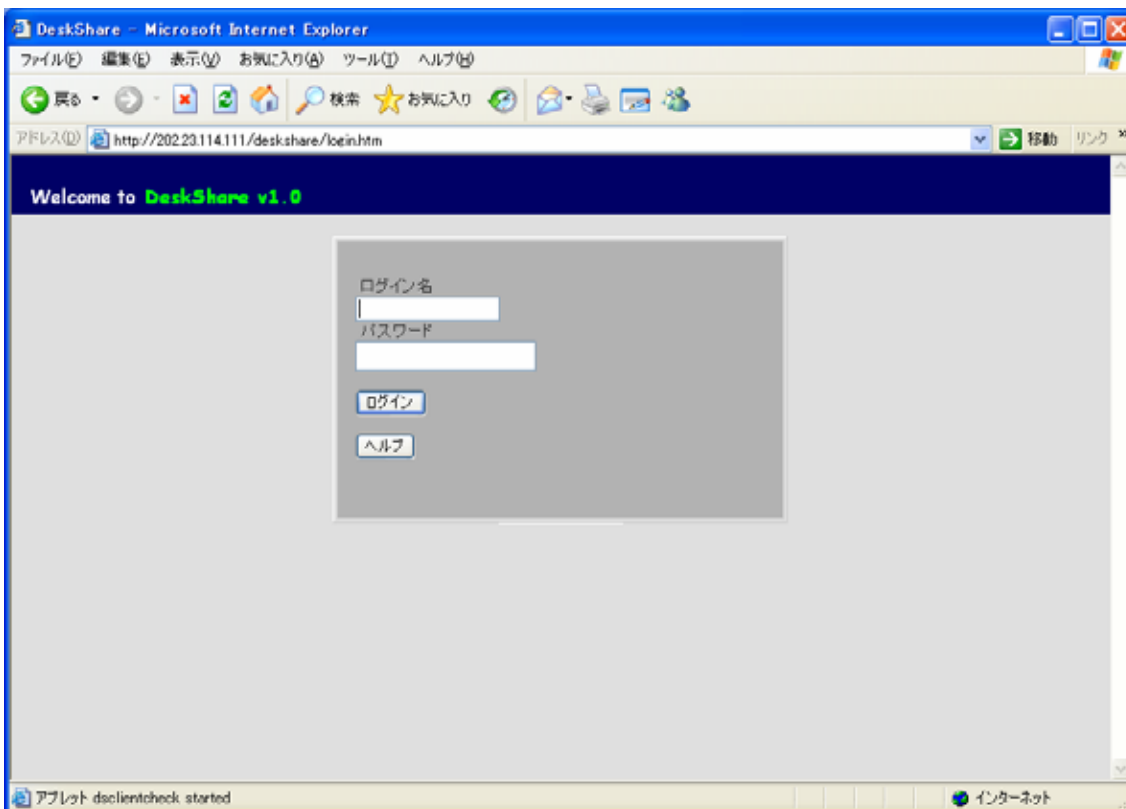 DeskShare - Microsoft Internet Explorer
ファイル(F) 編集(E) 表示(V) お気に入り(A) ツール(T) ヘルプ(H)
戻る 検索 お気に入り
アドレス(D) http://202.23.114.111/deskshare/login.htm 移動 リンク »
Welcome to DeskShare v1.0
ログイン名
パスワード
ログイン
ヘルプ
アプレット dsclientcheck started インターネット